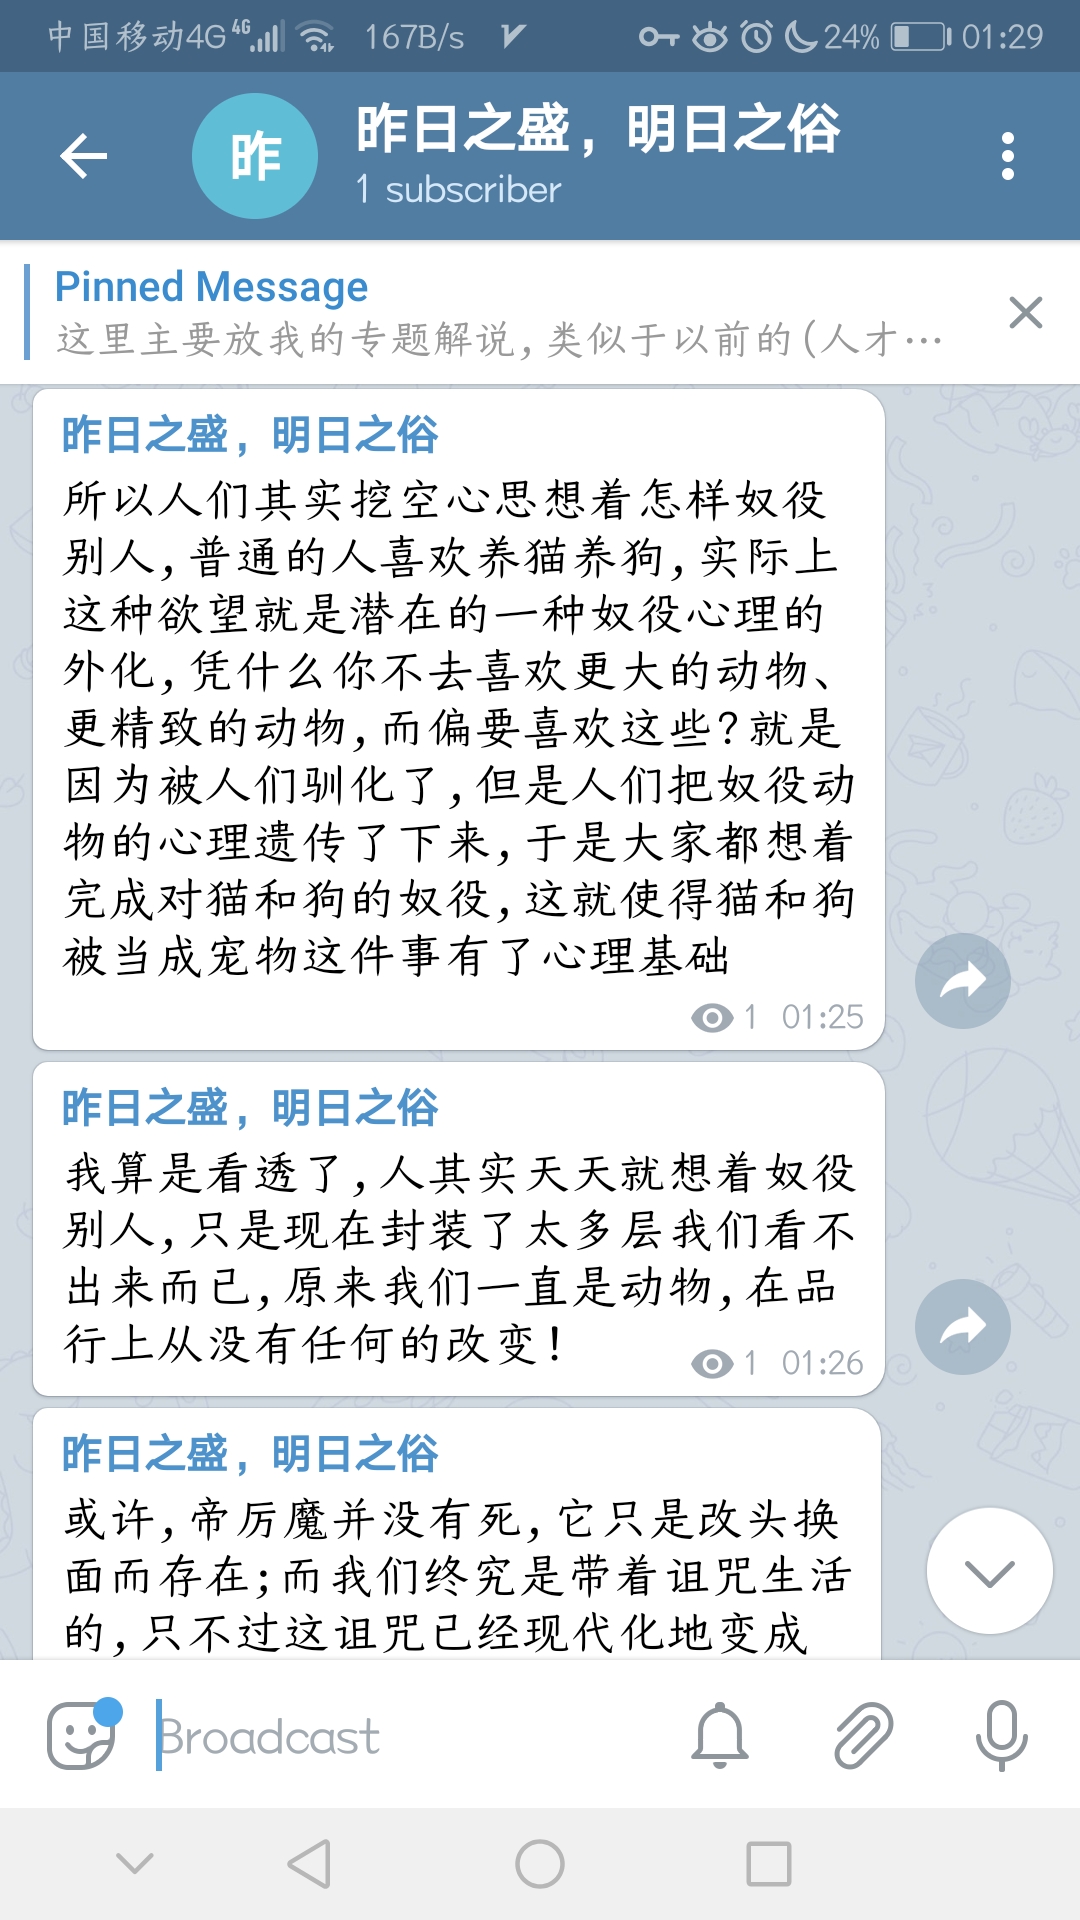 中国移动4G 4G 167B/s 24% 01:29
昨
昨日之盛，明日之俗
1 subscriber
Pinned Message
这里主要放我的专题解说,类似于以前的(人才…
昨日之盛，明日之俗
所以人们其实挖空心思想着怎样奴役
别人,普通的人喜欢养猫养狗,实际上
这种欲望就是潜在的一种奴役心理的
外化,凭什么你不去喜欢更大的动物、
更精致的动物,而偏要喜欢这些?就是
因为被人们驯化了,但是人们把奴役动
物的心理遗传了下来,于是大家都想着
完成对猫和狗的奴役,这就使得猫和狗
被当成宠物这件事有了心理基础
1 01:25
昨日之盛，明日之俗
我算是看透了,人其实天天就想着奴役
别人,只是现在封装了太多层我们看不
出来而已,原来我们一直是动物,在品
行上从没有任何的改变!
1 01:26
昨日之盛，明日之俗
或许,帝厉魔并没有死,它只是改头换
面而存在;而我们终究是带着诅咒生活
的,只不过这诅咒已经现代化地变成
Broadcast